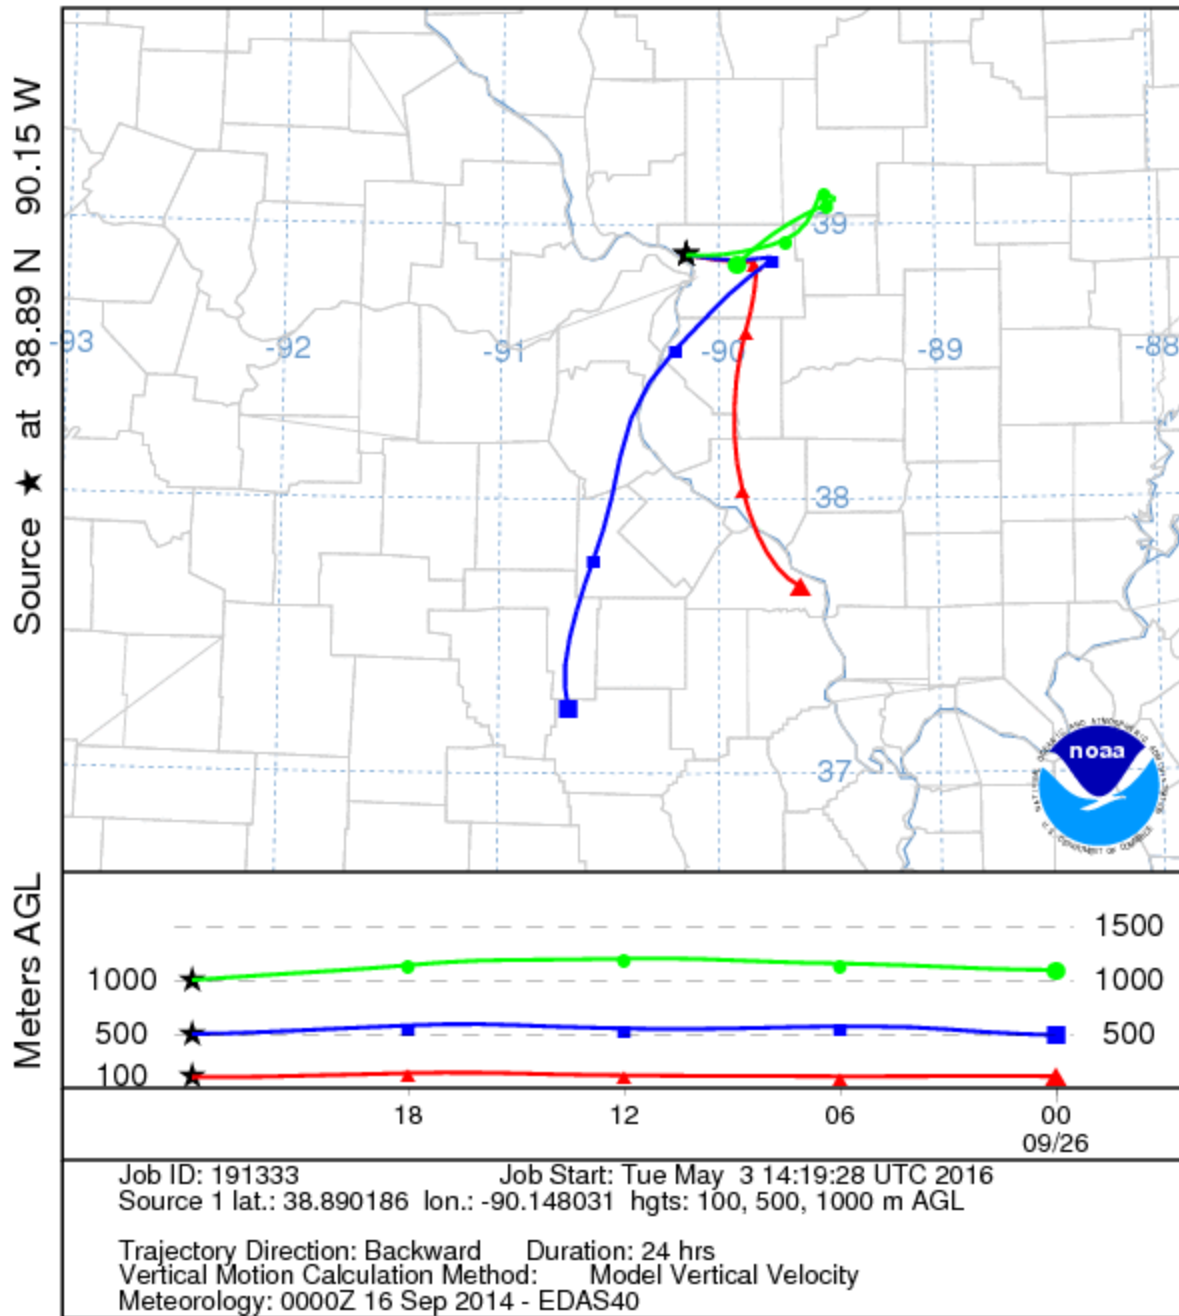 Source ★ at 38.89 N 90.15 W
39
-93
-92
-91
-90
-89
-88
38
37
noaa
Meters AGL
1500
1000
1000
500
500
100
18
12
06
00
09/26
Job ID: 191333 Job Start: Tue May 3 14:19:28 UTC 2016
Source 1 lat.: 38.890186 lon.: -90.148031 hgts: 100, 500, 1000 m AGL
Trajectory Direction: Backward Duration: 24 hrs
Vertical Motion Calculation Method: Model Vertical Velocity
Meteorology: 0000Z 16 Sep 2014 - EDAS40